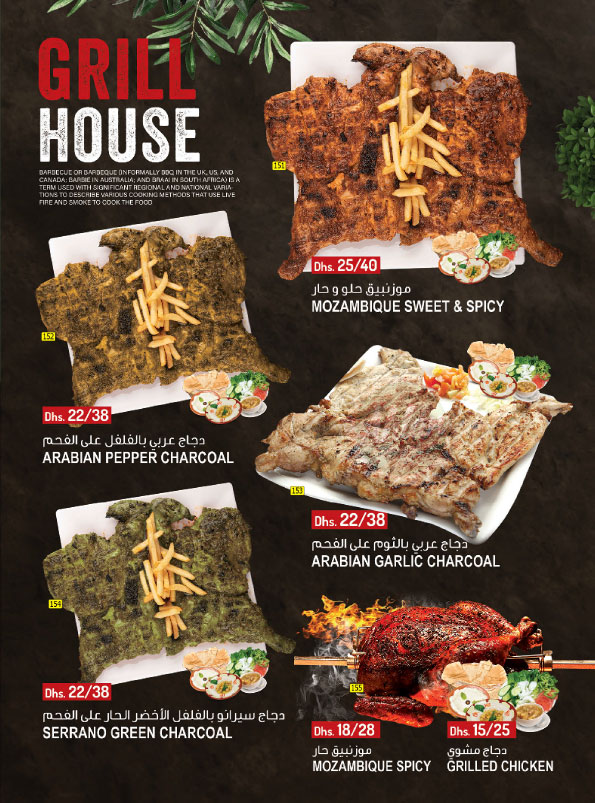 GRILL
HOUSE
BARBECUE OR BARBEQUE (INFORMALLY BBQ IN THE UK, US, AND
CANADA; BARBIE IN AUSTRALIA; AND BRAAI IN SOUTH AFRICA) IS A
TERM USED WITH SIGNIFICANT REGIONAL AND NATIONAL VARIA-
TIONS TO DESCRIBE VARIOUS COOKING METHODS THAT USE LIVE
FIRE AND SMOKE TO COOK THE FOOD
151
Dhs. 25/40
موزنبيق حلو و حار
MOZAMBIQUE SWEET & SPICY
152
Dhs. 22/38
دجاج عربي بالفلفل على الفحم
ARABIAN PEPPER CHARCOAL
153
Dhs. 22/38
دجاج عربي بالثوم على الفحم
ARABIAN GARLIC CHARCOAL
154
Dhs. 22/38
دجاج سيرانو بالفلفل الأخضر الحار على الفحم
SERRANO GREEN CHARCOAL
155
Dhs. 18/28
موزنبيق حار
MOZAMBIQUE SPICY
Dhs. 15/25
دجاج مشوي
GRILLED CHICKEN